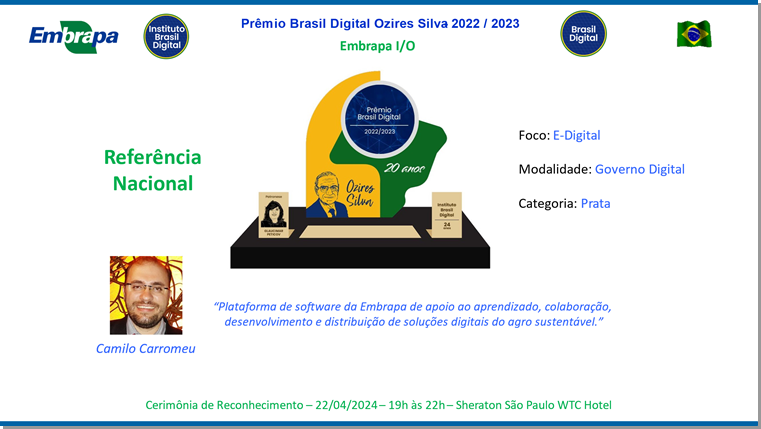 Prêmio Brasil Digital Ozires Silva 2022 / 2023
Embrapa
Instituto
Brasil
Digital
Embrapa I/O
Brasil
Digital
Prêmio
Brasil Digital
2022/2023
20 anos
Ozires
Silva
Instituto
Brasil
Digital
24
anos
Referência
Nacional
Foco: E-Digital
Modalidade: Governo Digital
Categoria: Prata
“Plataforma de software da Embrapa de apoio ao aprendizado, colaboração,
desenvolvimento e distribuição de soluções digitais do agro sustentável.”
Camilo Carromeu
Cerimônia de Reconhecimento – 22/04/2024 – 19h às 22h – Sheraton São Paulo WTC Hotel